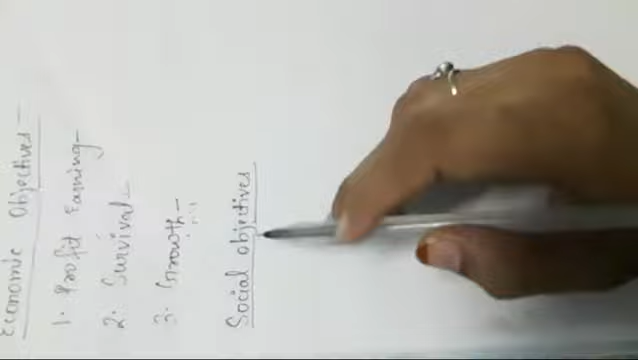 Economic Objectives -
1. Profit Earning -
2. Survival -
3. Growth -
Social objectives